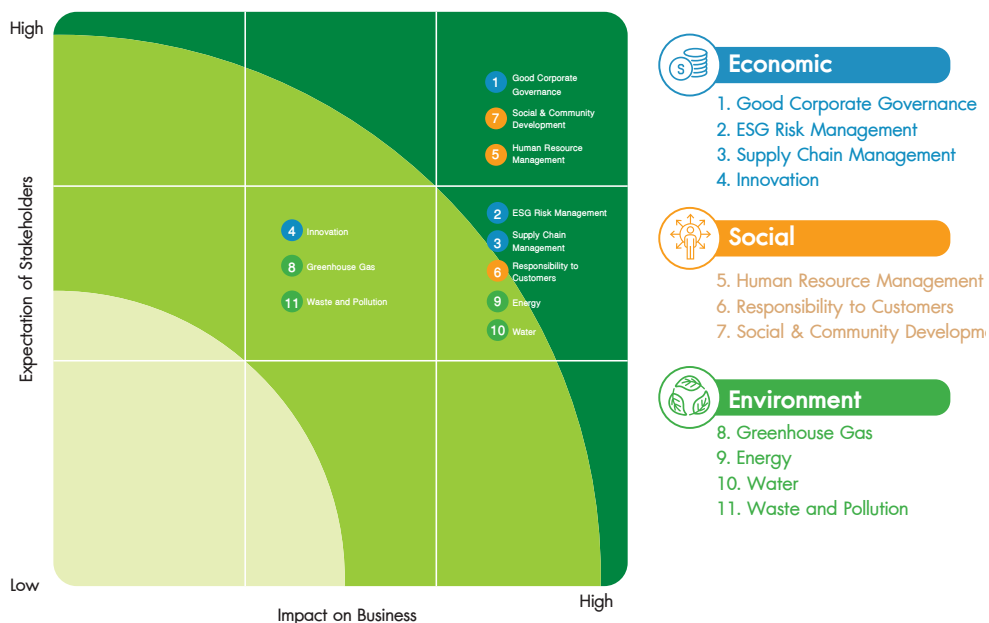 High
Expectation of Stakeholders
Low
Impact on Business
High
1 Good Corporate
Governance
7 Social & Community
Development
5 Human Resource
Management
4 Innovation
8 Greenhouse Gas
11 Waste and Pollution
2 ESG Risk Management
3 Supply Chain
Management
6 Responsibility to
Customers
9 Energy
10 Water
S
Economic
1. Good Corporate Governance
2. ESG Risk Management
3. Supply Chain Management
4. Innovation
Social
5. Human Resource Management
6. Responsibility to Customers
7. Social & Community Developm
Environment
8. Greenhouse Gas
9. Energy
10. Water
11. Waste and Pollution